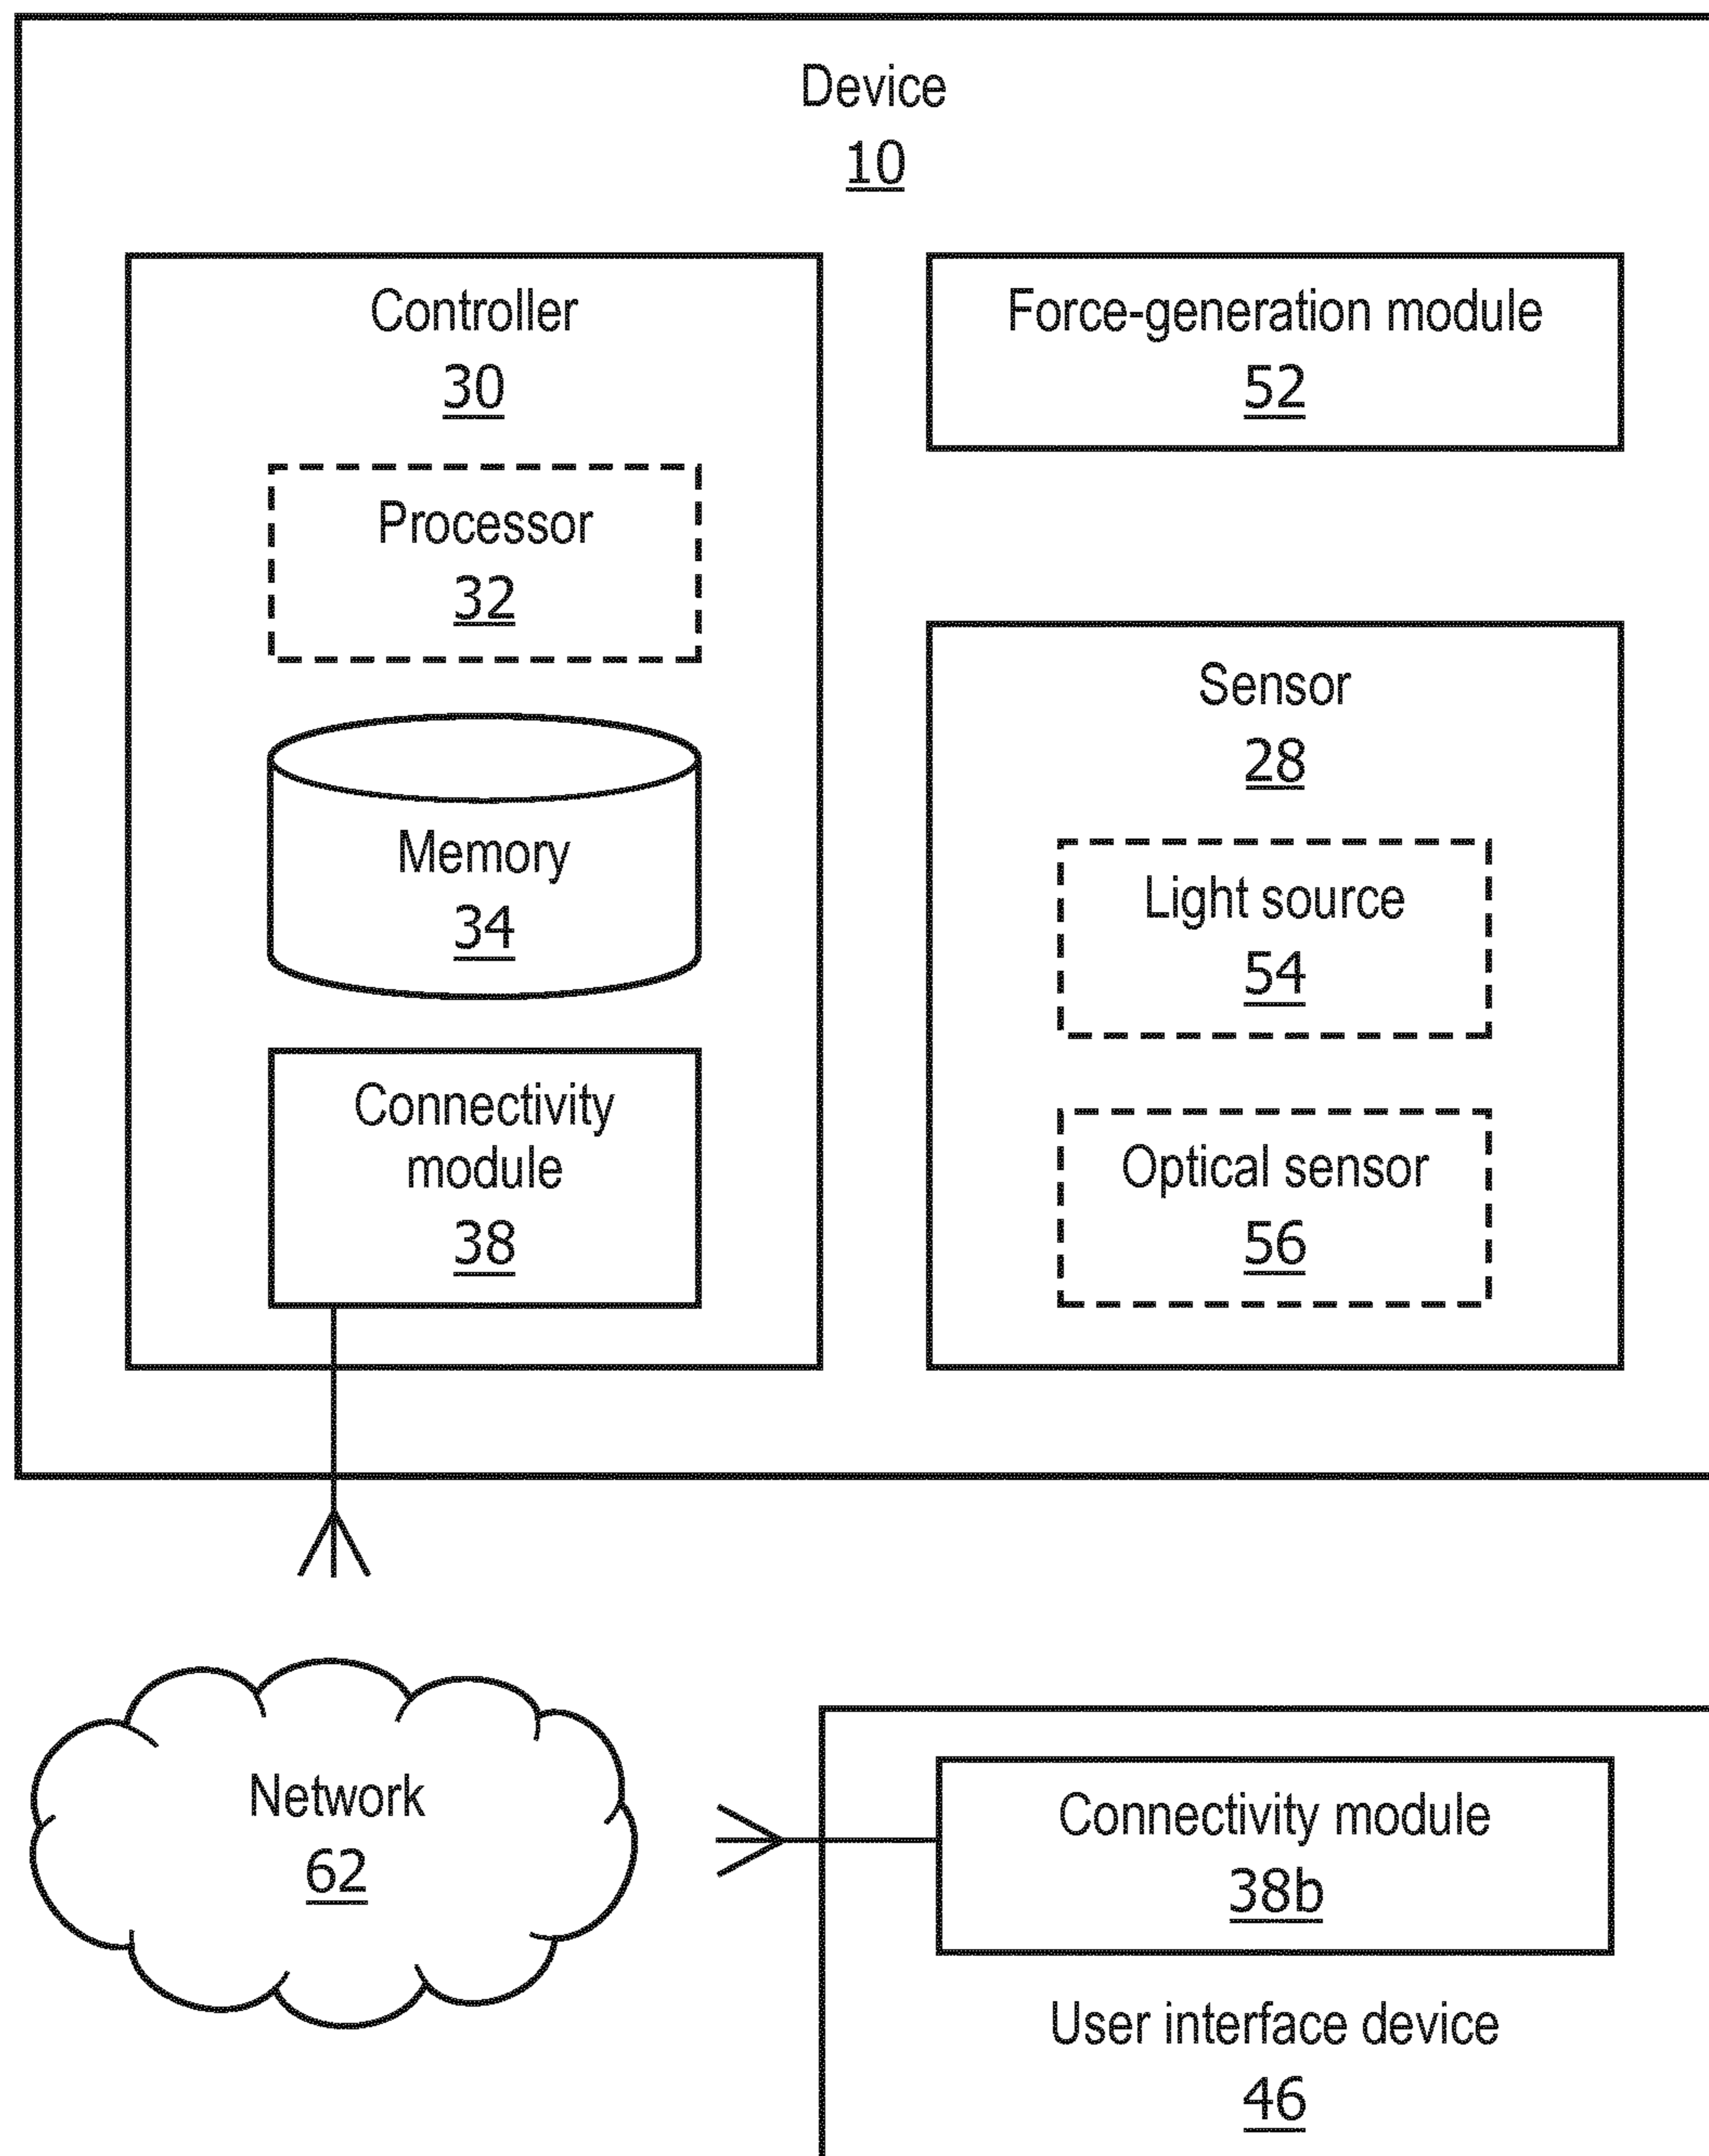 Device
10
Controller
30
Processor
32
Memory
34
Connectivity
module
38
Force-generation module
52
Sensor
28
Light source
54
Optical sensor
56
Network
62
Connectivity module
38b
User interface device
46